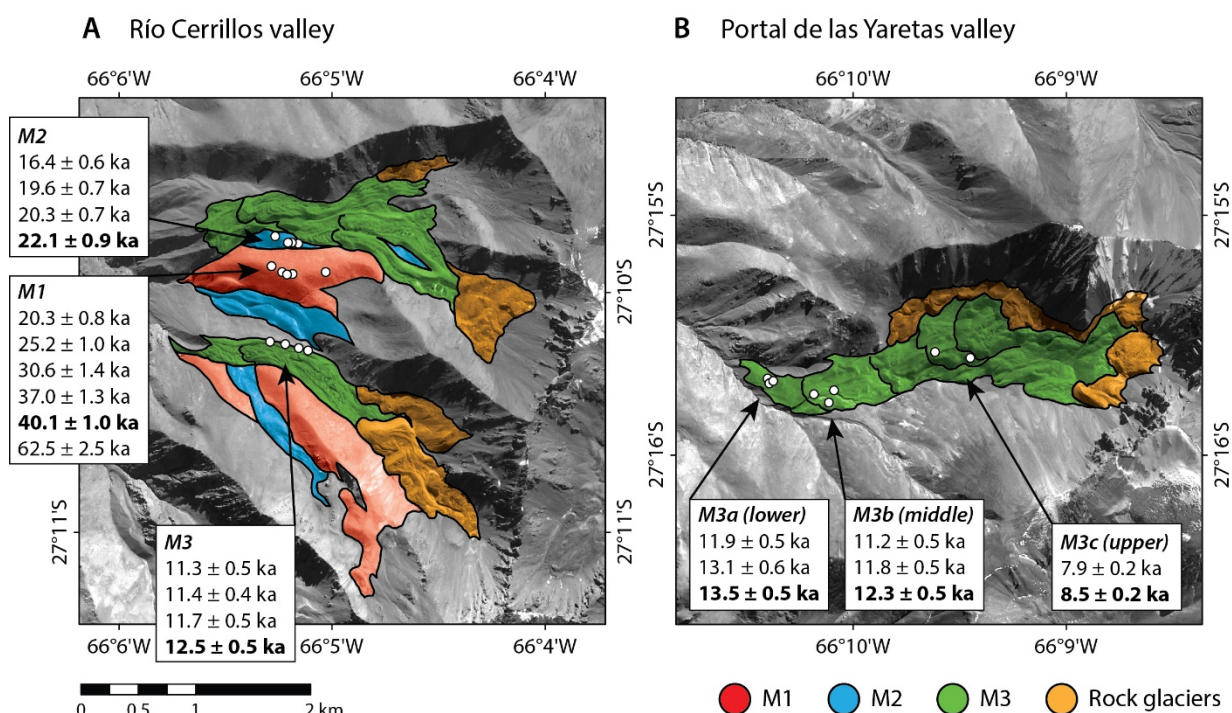 A Río Cerrillos valley
B Portal de las Yaretas valley
66°6'W 66°5'W 66°4'W
66°10'W 66°9'W
M2
16.4 ± 0.6 ka
19.6 ± 0.7 ka
20.3 ± 0.7 ka
22.1 ± 0.9 ka
M1
20.3 ± 0.8 ka
25.2 ± 1.0 ka
30.6 ± 1.4 ka
37.0 ± 1.3 ka
40.1 ± 1.0 ka
62.5 ± 2.5 ka
M3
11.3 ± 0.5 ka
11.4 ± 0.4 ka
11.7 ± 0.5 ka
12.5 ± 0.5 ka
27°10'S
27°11'S
27°11'S
27°15'S
27°15'S
27°16'S
27°16'S
M3a (lower)
11.9 ± 0.5 ka
13.1 ± 0.6 ka
13.5 ± 0.5 ka
M3b (middle)
11.2 ± 0.5 ka
11.8 ± 0.5 ka
12.3 ± 0.5 ka
M3c (upper)
7.9 ± 0.2 ka
8.5 ± 0.2 ka
66°6'W 66°5'W 66°4'W
66°10'W 66°9'W
0 0.5 1 2 km
M1 M2 M3 Rock glaciers